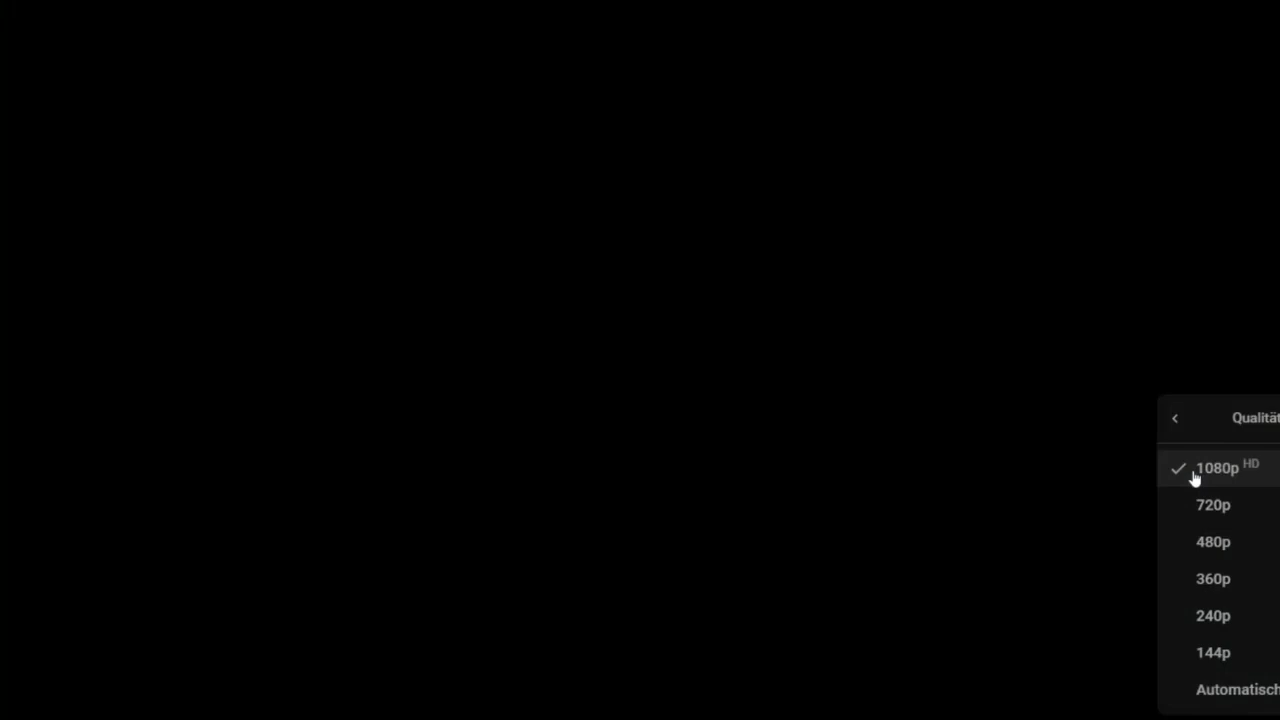 Qualität
1080p HD
720p
480p
360p
240p
144p
Automatisch